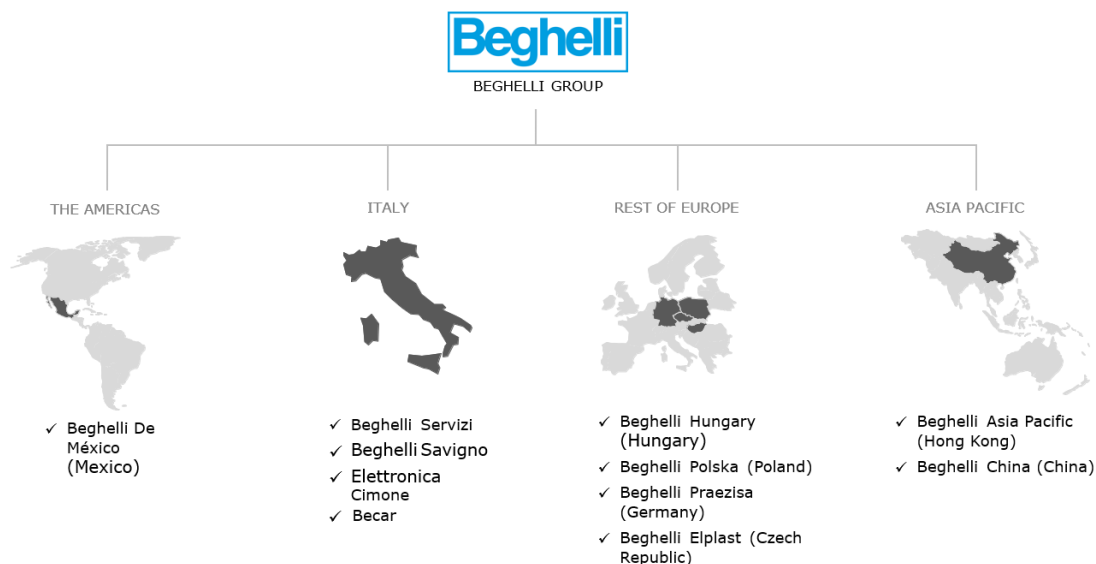 Beghelli
BEGHELLI GROUP
THE AMERICAS
ITALY
REST OF EUROPE
ASIA PACIFIC
✓ Beghelli De
México
(Mexico)
✓ Beghelli Servizi
✓ Beghelli Savigno
✓ Elettronica
Cimone
✓ Becar
✓ Beghelli Hungary
(Hungary)
✓ Beghelli Polska (Poland)
✓ Beghelli Praezisa
(Germany)
✓ Beghelli Elplast (Czech
Republic)
✓ Beghelli Asia Pacific
(Hong Kong)
✓ Beghelli China (China)